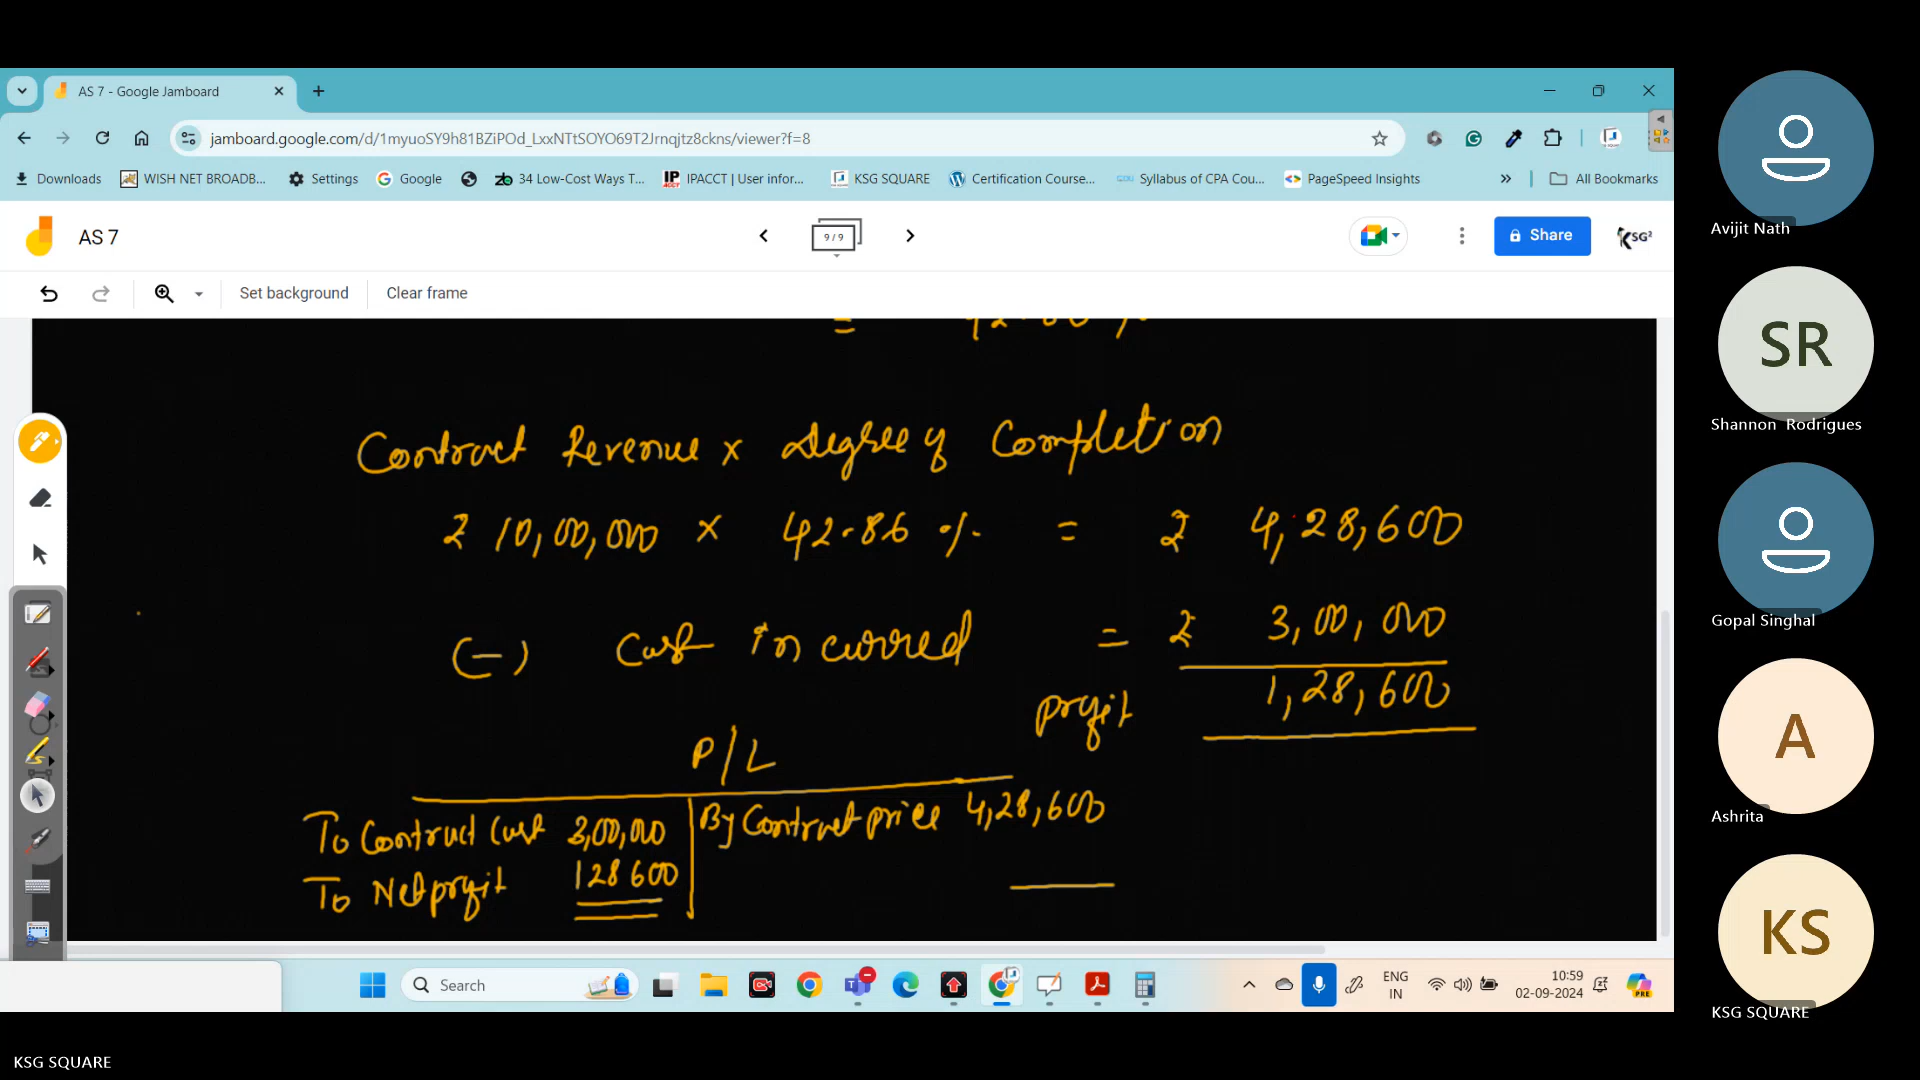 AS 7 - Google Jamboard
jamboard.google.com/d/1myuoSY9h81BZiPOd_LxxNTtSOYO69T2Jrnqjtz8ckns/viewer?f=8
Downloads WISH NET BROADB... Settings Google 34 Low-Cost Ways T... IPACCT | User infor... KSG SQUARE Certification Course... Syllabus of CPA Cou... PageSpeed Insights » All Bookmarks
AS 7 9 / 9 Share KSG²
Set background Clear frame
Contract Revenue x Degree of Completion
₹ 10,00,000 x 42.86 % = ₹ 4,28,600
(-) Cost incurred = ₹ 3,00,000
profit 1,28,600
P/L
To Contract Cost 3,00,000 By Contract price 4,28,600
To Net profit 128600
Search
ENG
IN
10:59
02-09-2024
PRE
Avijit Nath
SR
Shannon Rodrigues
Gopal Singhal
A
Ashrita
KS
KSG SQUARE
KSG SQUARE